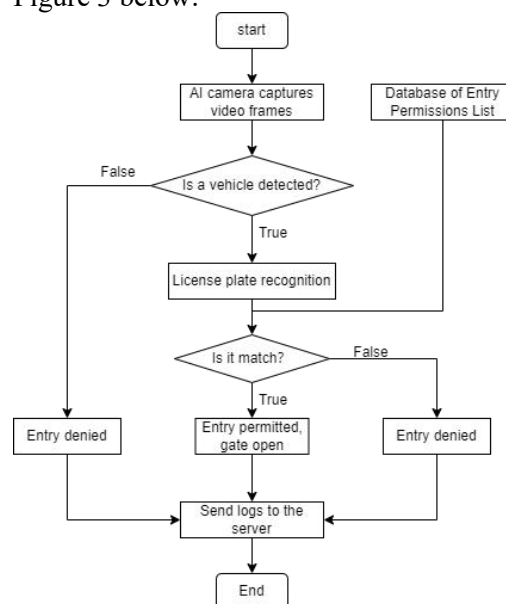 Figure 3 below.
start
AI camera captures
video frames
Database of Entry
Permissions List
False
Is a vehicle detected?
True
License plate recognition
Is it match?
False
True
Entry denied
Entry permitted,
gate open
Entry denied
Send logs to the
server
End